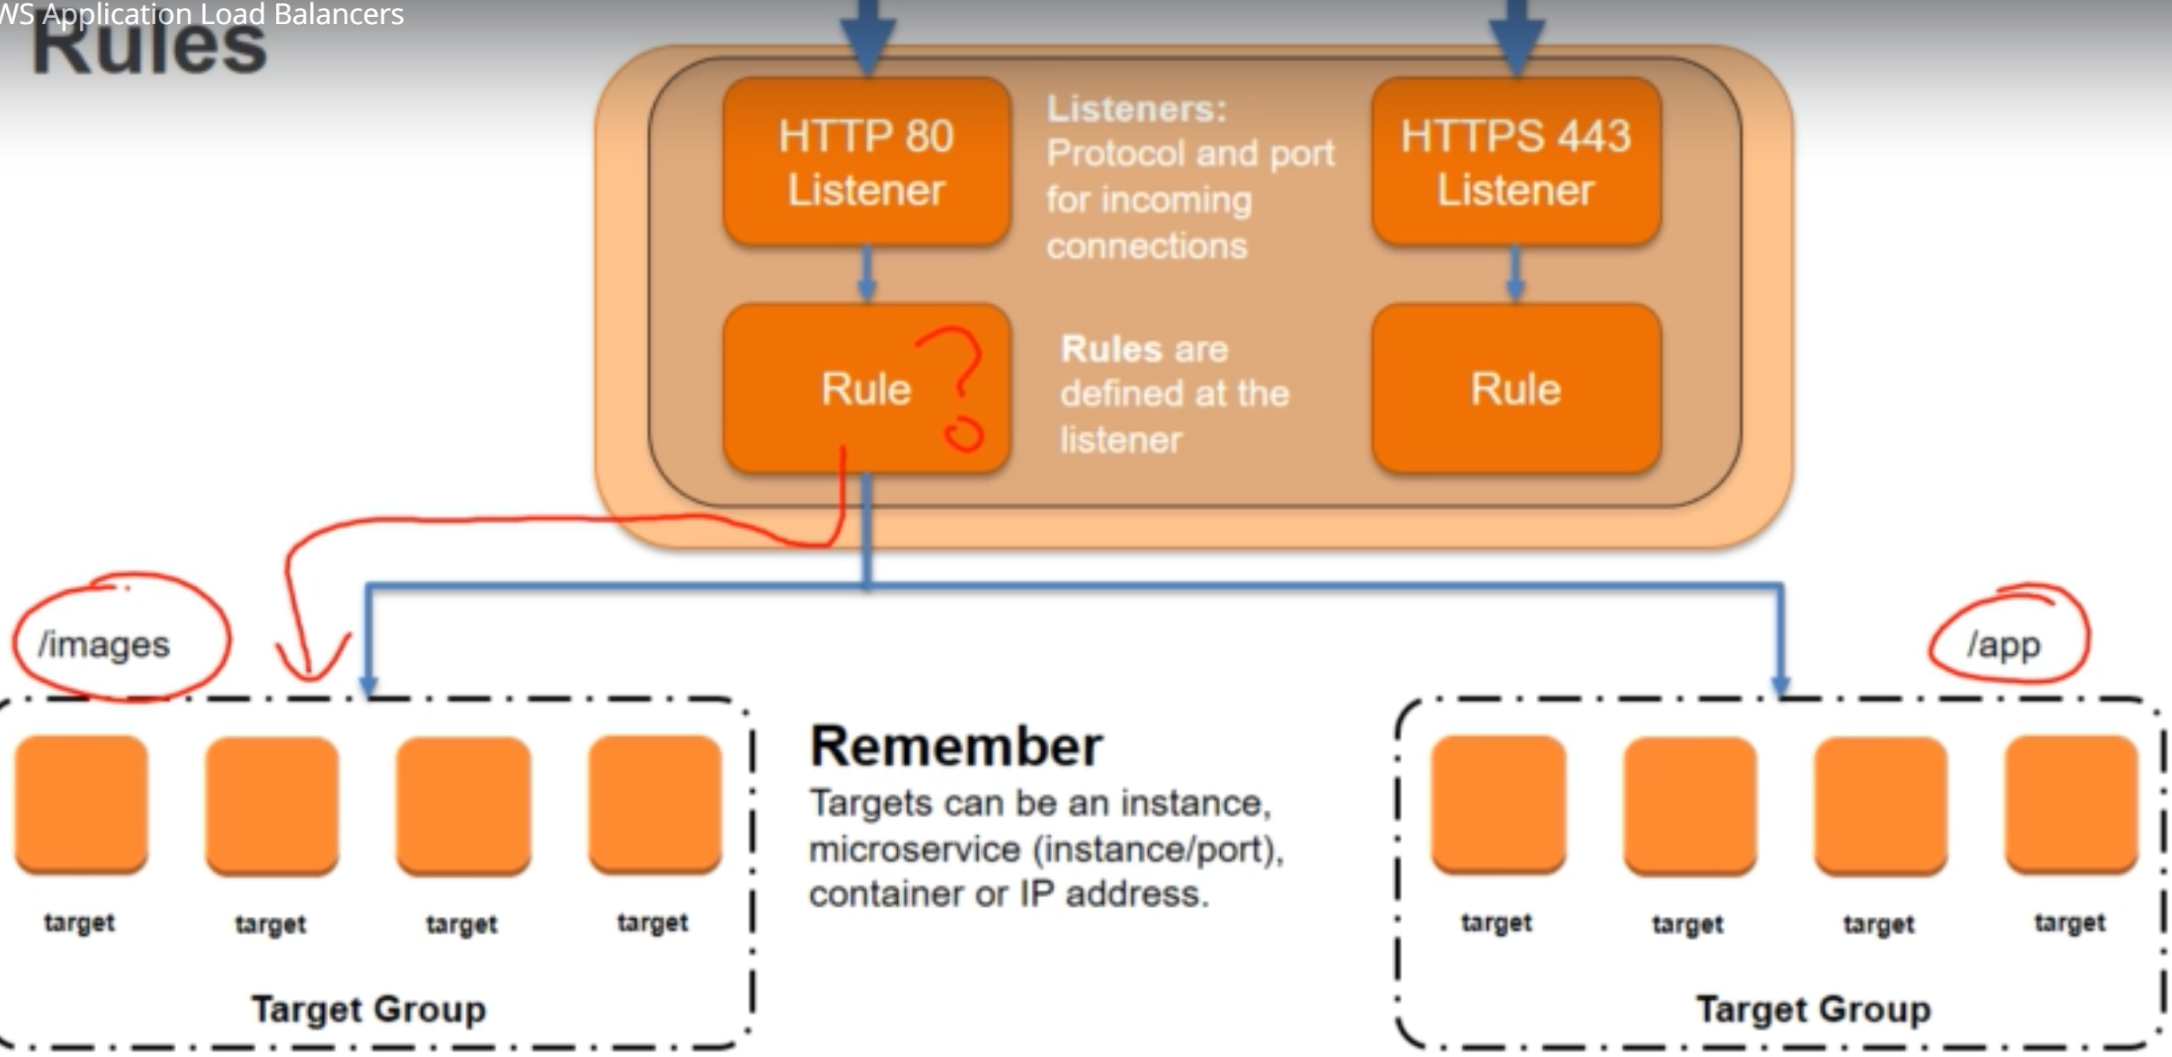 WS Application Load Balancers
Rules
HTTP 80
Listener
Listeners:
Protocol and port
for incoming
connections
HTTPS 443
Listener
Rule
?
Rules are
defined at the
listener
Rule
/images
/app
Remember
Targets can be an instance,
microservice (instance/port),
container or IP address.
target target target target
Target Group
target target target target
Target Group